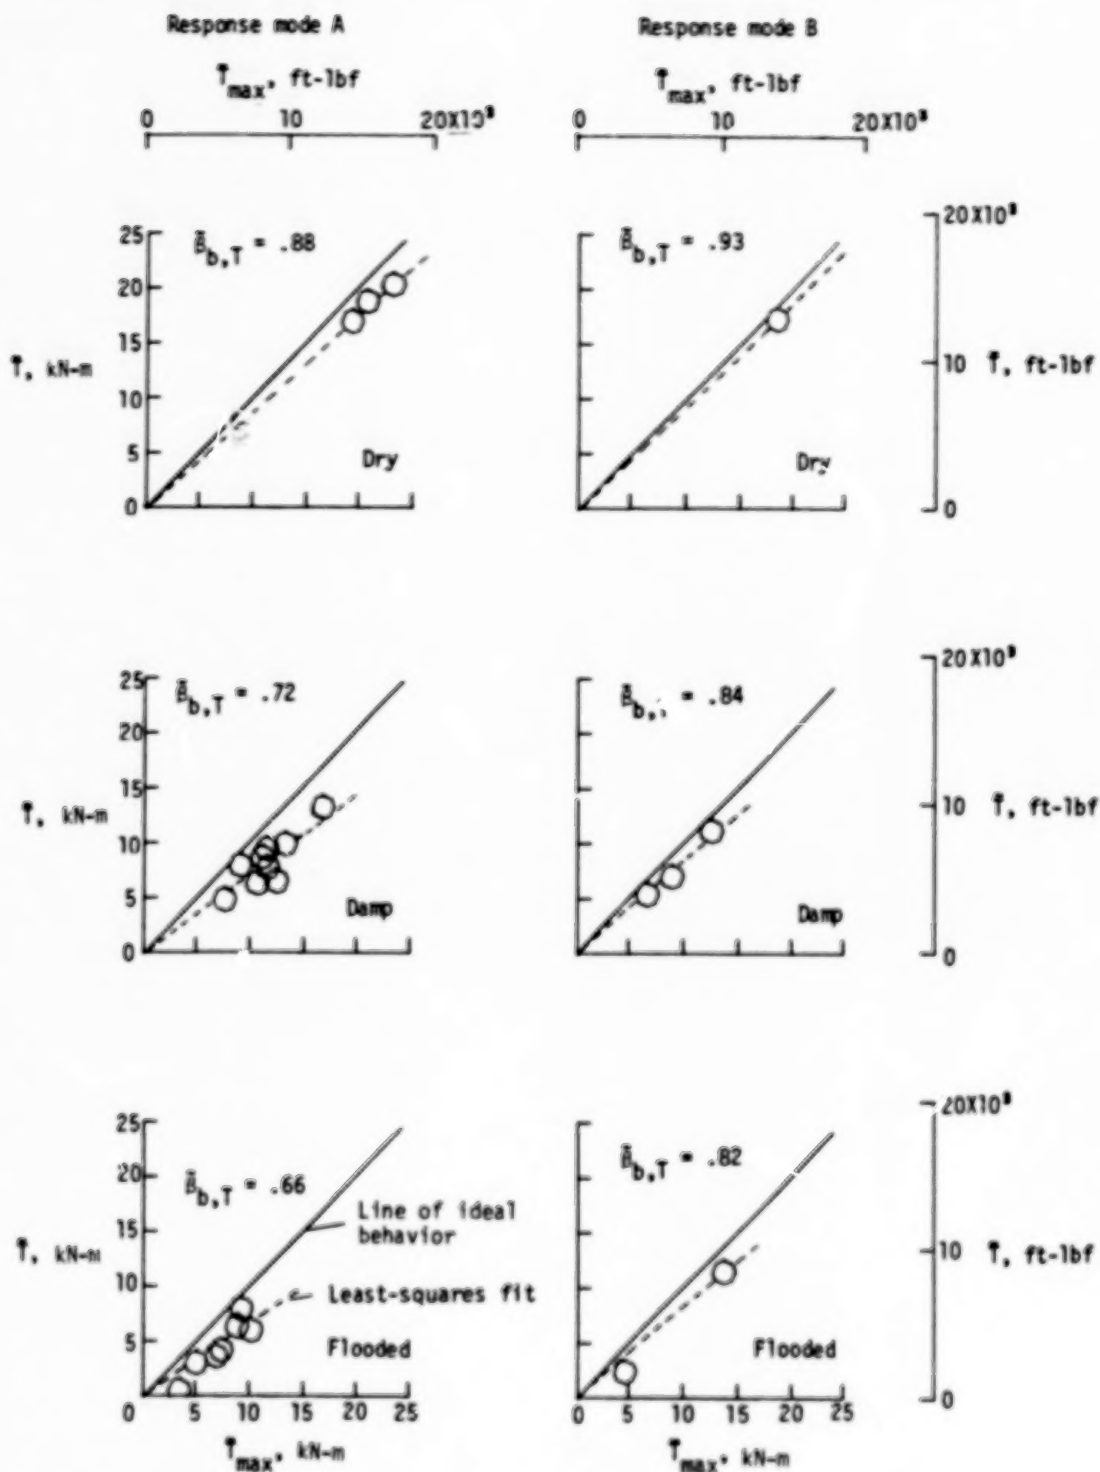 Response mode A Response mode B
T̄max, ft-lbf T̄max, ft-lbf
0 10 20X10³ 0 10 20X10³
25 B̄b,T = .88 B̄b,T = .93 20X10³
20
15
T̄, kN-m 10 T̄, ft-lbf
10
5 Dry Dry
0 0
25 B̄b,T = .72 B̄b, = .84 20X10³
20
15
T̄, kN-m 10 T̄, ft-lbf
10
5 Damp Damp
0 0
25 20X10³
20 B̄b,T = .66 B̄b,T = .82
15 Line of ideal
behavior
T̄, kN-m 10 T̄, ft-lbf
10 Least-squares fit
5 Flooded Flooded
0
0 5 10 15 20 25 0 5 10 15 20 25
T̄max, kN-m T̄max, kN-m